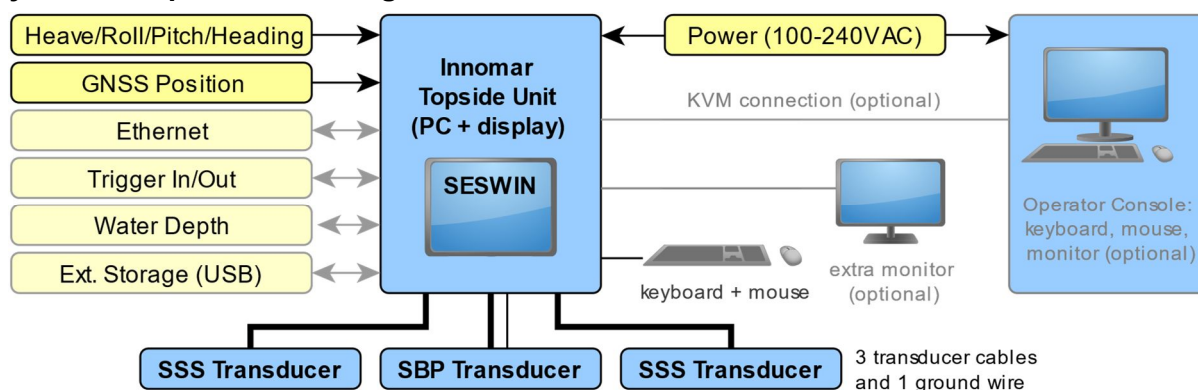 Heave/Roll/Pitch/Heading
GNSS Position
Ethernet
Trigger In/Out
Water Depth
Ext. Storage (USB)
Innomar
Topside Unit
(PC + display)
SESWIN
Power (100-240VAC)
KVM connection (optional)
keyboard + mouse
extra monitor
(optional)
Operator Console:
keyboard, mouse,
monitor (optional)
SSS Transducer
SBP Transducer
SSS Transducer
3 transducer cables
and 1 ground wire